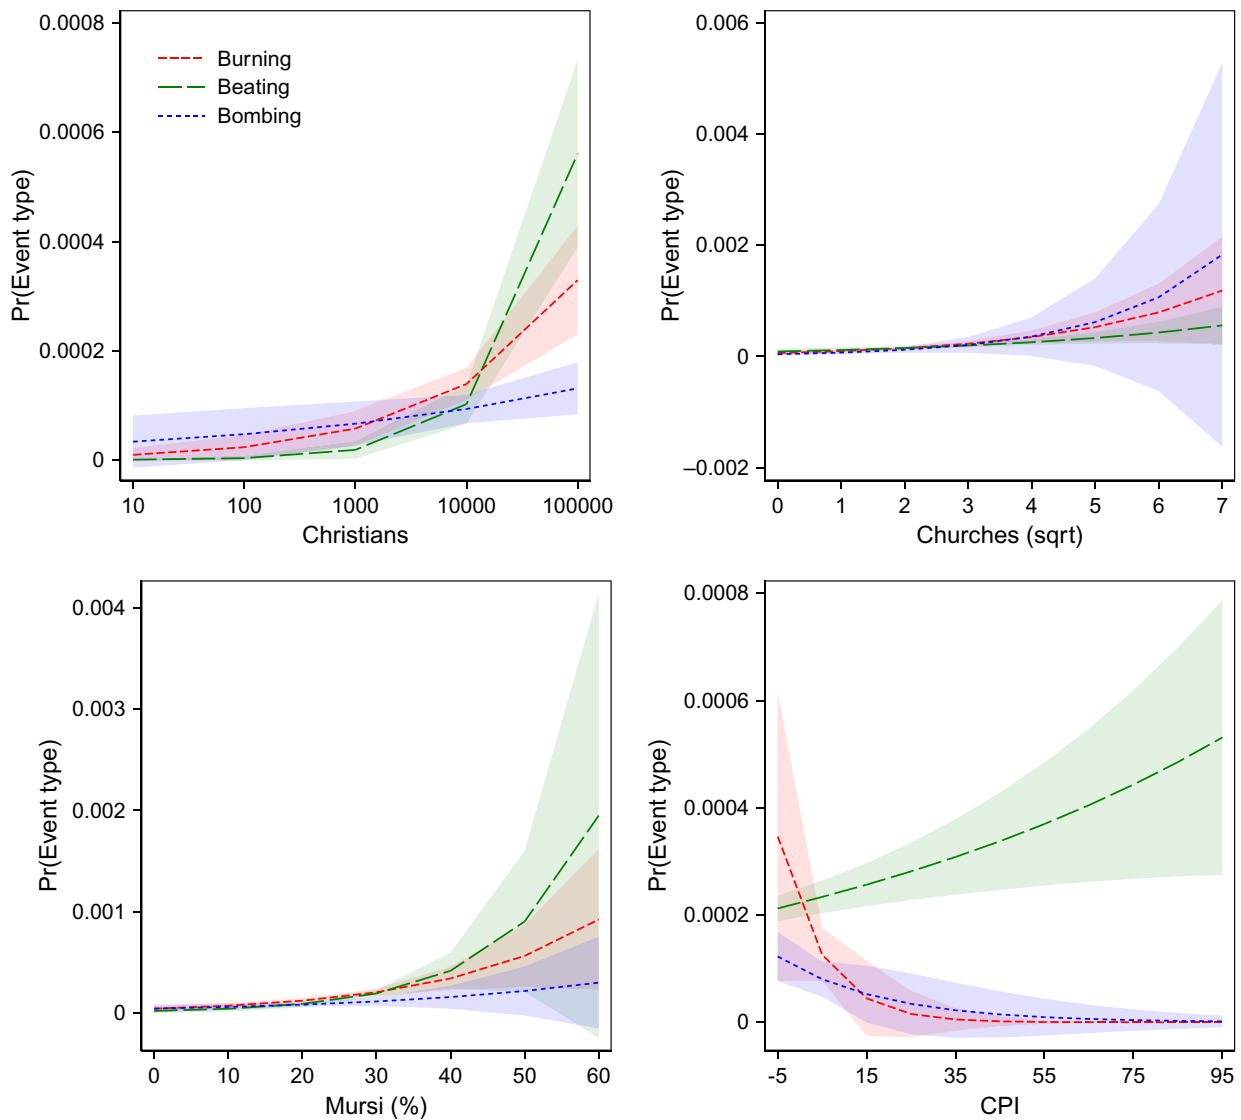 0.0008
0.0006
0.0004
0.0002
0
Pr(Event type)
Burning
Beating
Bombing
10 100 1000 10000 100000
Christians
0.006
0.004
0.002
0
–0.002
Pr(Event type)
0 1 2 3 4 5 6 7
Churches (sqrt)
0.004
0.003
0.002
0.001
0
Pr(Event type)
0 10 20 30 40 50 60
Mursi (%)
0.0008
0.0006
0.0004
0.0002
0
Pr(Event type)
-5 15 35 55 75 95
CPI